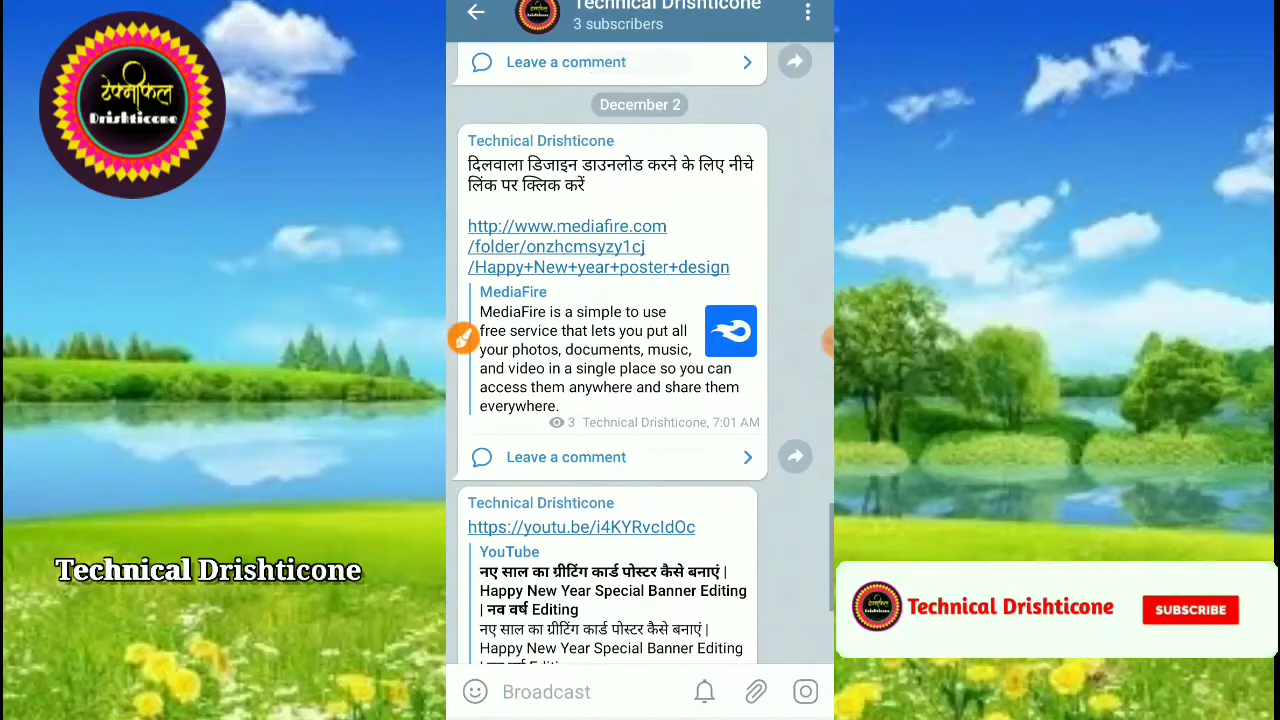 टेक्नीकल
Drishticone
Technical Drishticone
3 subscribers
Leave a comment
December 2
Technical Drishticone
दिलवाला डिजाइन डाउनलोड करने के लिए नीचे
लिंक पर क्लिक करें
http://www.mediafire.com
/folder/onzhcmsyzy1cj
/Happy+New+year+poster+design
MediaFire
MediaFire is a simple to use
free service that lets you put all
your photos, documents, music,
and video in a single place so you can
access them anywhere and share them
everywhere.
3 Technical Drishticone, 7:01 AM
Leave a comment
Technical Drishticone
https://youtu.be/i4KYRvcIdOc
YouTube
नए साल का ग्रीटिंग कार्ड पोस्टर कैसे बनाएं |
Happy New Year Special Banner Editing
| नव वर्ष Editing
नए साल का ग्रीटिंग कार्ड पोस्टर कैसे बनाएं |
Happy New Year Special Banner Editing
Broadcast
Technical Drishticone
Technical Drishticone
SUBSCRIBE